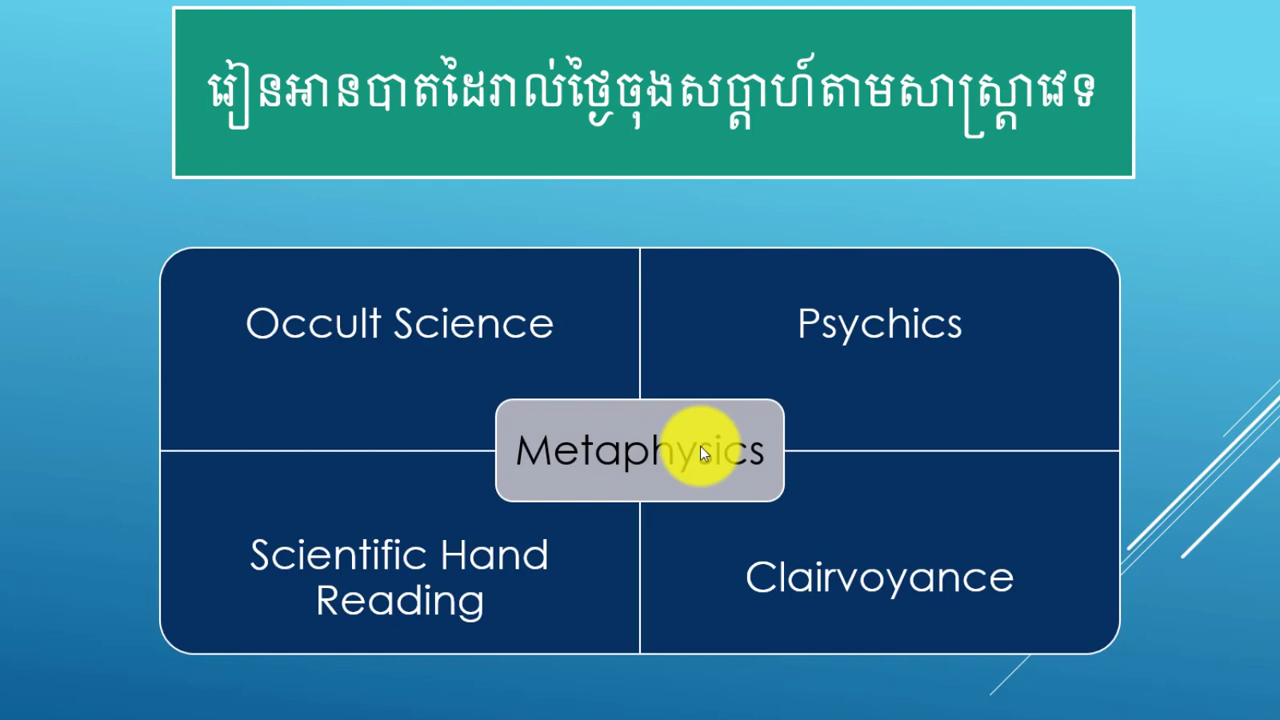 រៀនអានបាតដៃរាល់ថ្ងៃចុងសប្ដាហ៍តាមសាស្ត្រាវេទ
Occult Science
Psychics
Metaphysics
Scientific Hand
Reading
Clairvoyance